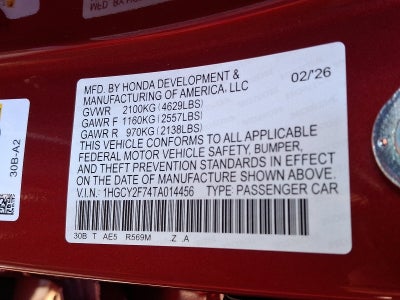 MFD. BY HONDA DEVELOPMENT &
MANUFACTURING OF AMERICA, LLC 02/'26
GVWR 2100KG (4629LBS)
GAWR F 1160KG (2557LBS)
GAWR R 970KG (2138LBS)
THIS VEHICLE CONFORMS TO ALL APPLICABLE
FEDERAL MOTOR VEHICLE SAFETY, BUMPER,
AND THEFT PREVENTION STANDARDS IN EFFECT
ON THE DATE OF MANUFACTURE SHOWN ABOVE.
V.I.N.: 1HGCY2F74TA014456 TYPE:PASSENGER CAR
30B T AE5 R569M .Z .A
30B-A2